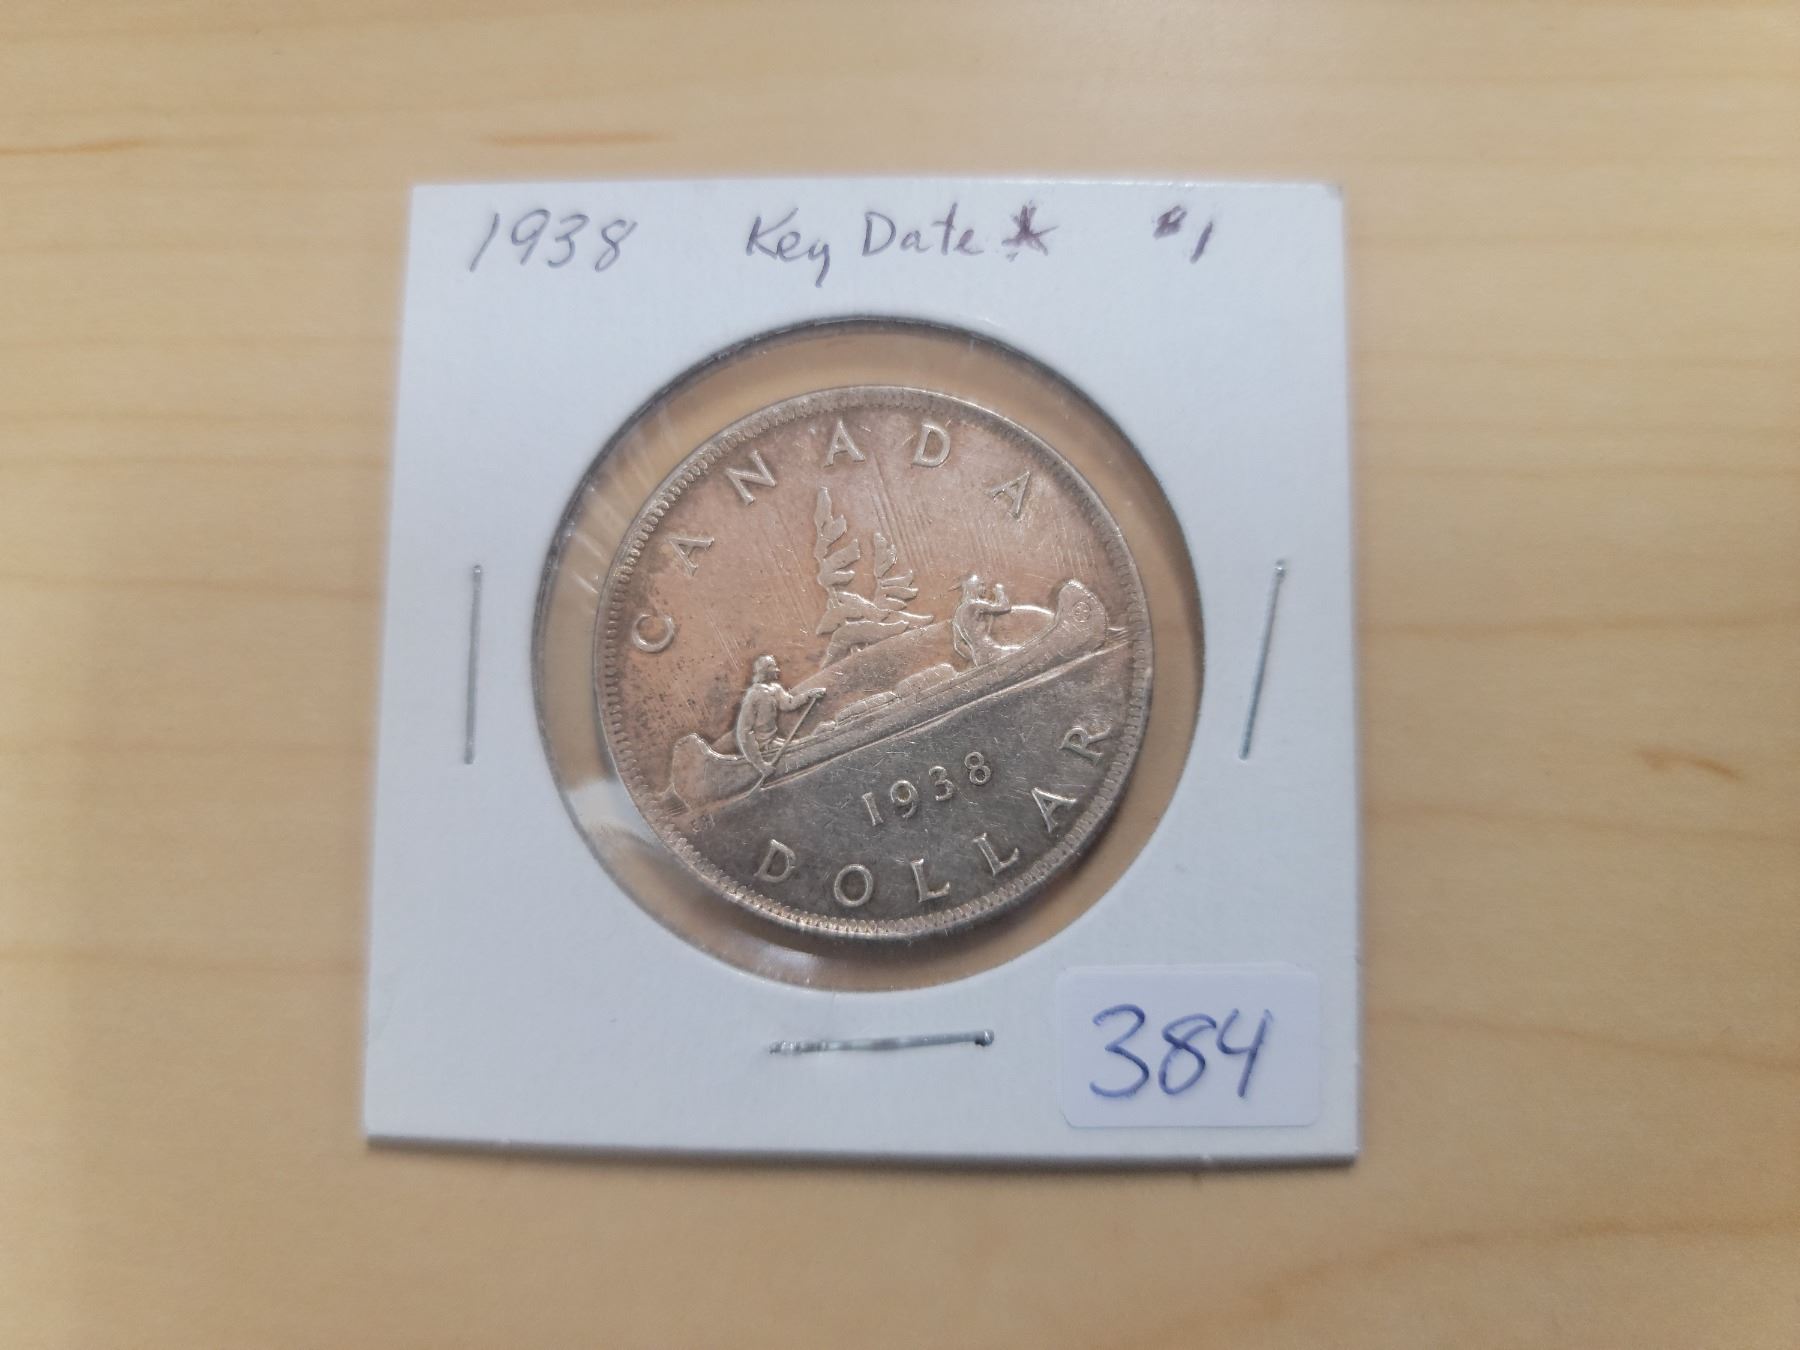 1938 Key Date ★ $1
CANADA
1938
DOLLAR
384